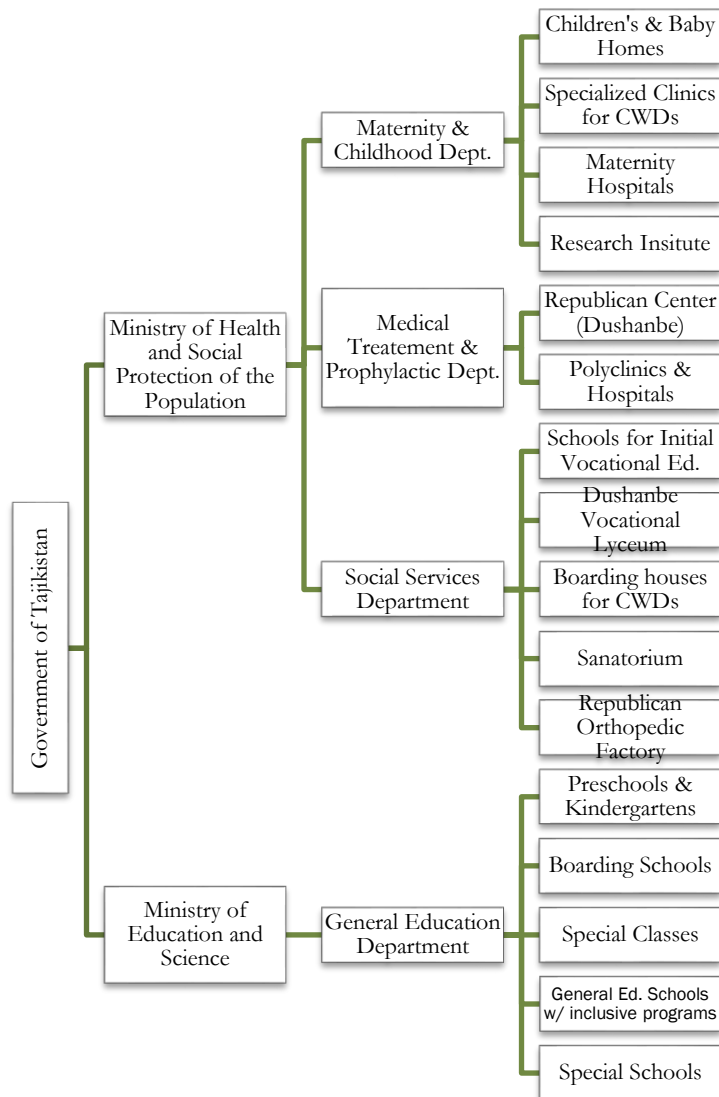 Children's & Baby
Homes
Specialized Clinics
for CWDs
Maternity &
Childhood Dept.
Maternity
Hospitals
Research Insitute
Republican Center
(Dushanbe)
Ministry of Health
and Social
Protection of the
Population
Medical
Treatement &
Prophylactic Dept.
Polyclinics &
Hospitals
Schools for Initial
Vocational Ed.
Dushanbe
Vocational
Lyceum
Government of Tajikistan
Social Services
Department
Boarding houses
for CWDs
Sanatorium
Republican
Orthopedic
Factory
Preschools &
Kindergartens
Boarding Schools
Ministry of
Education and
Science
General Education
Department
Special Classes
General Ed. Schools
w/ inclusive programs
Special Schools